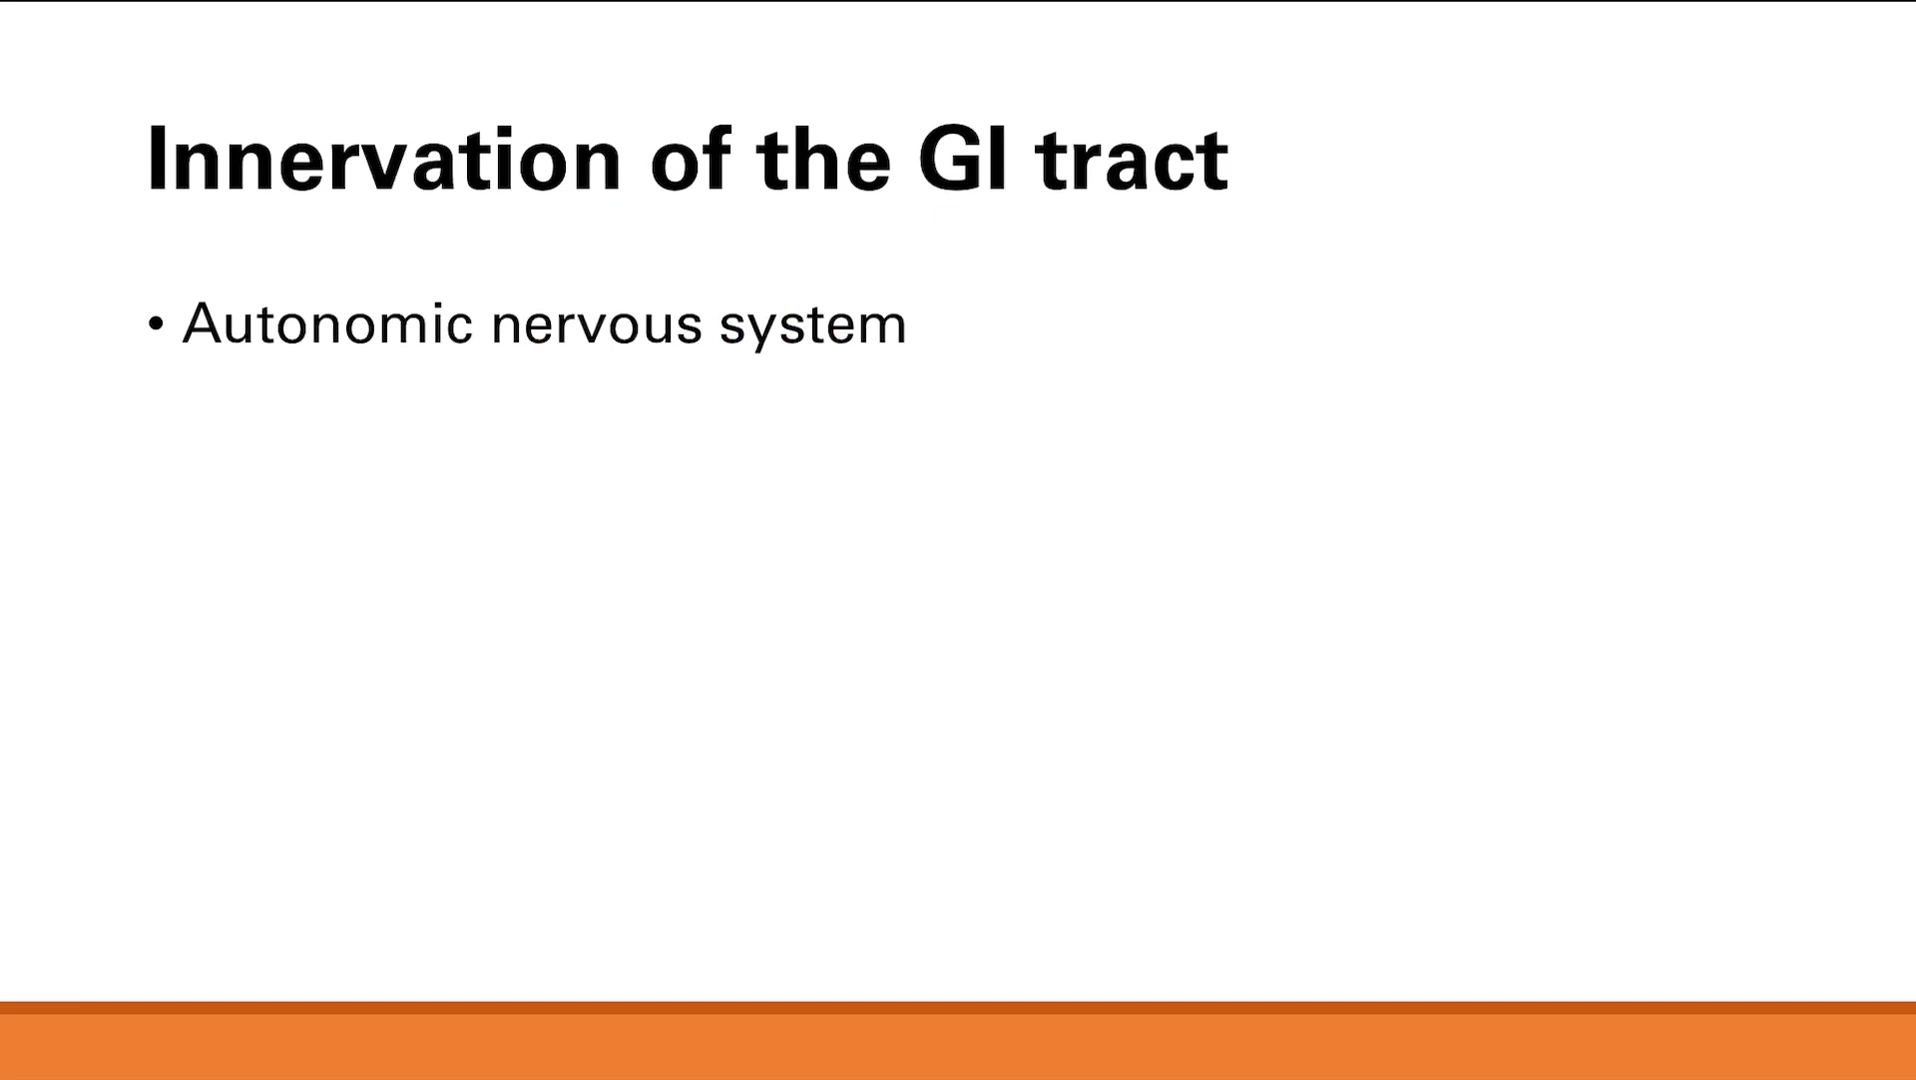 Innervation of the GI tract
• Autonomic nervous system